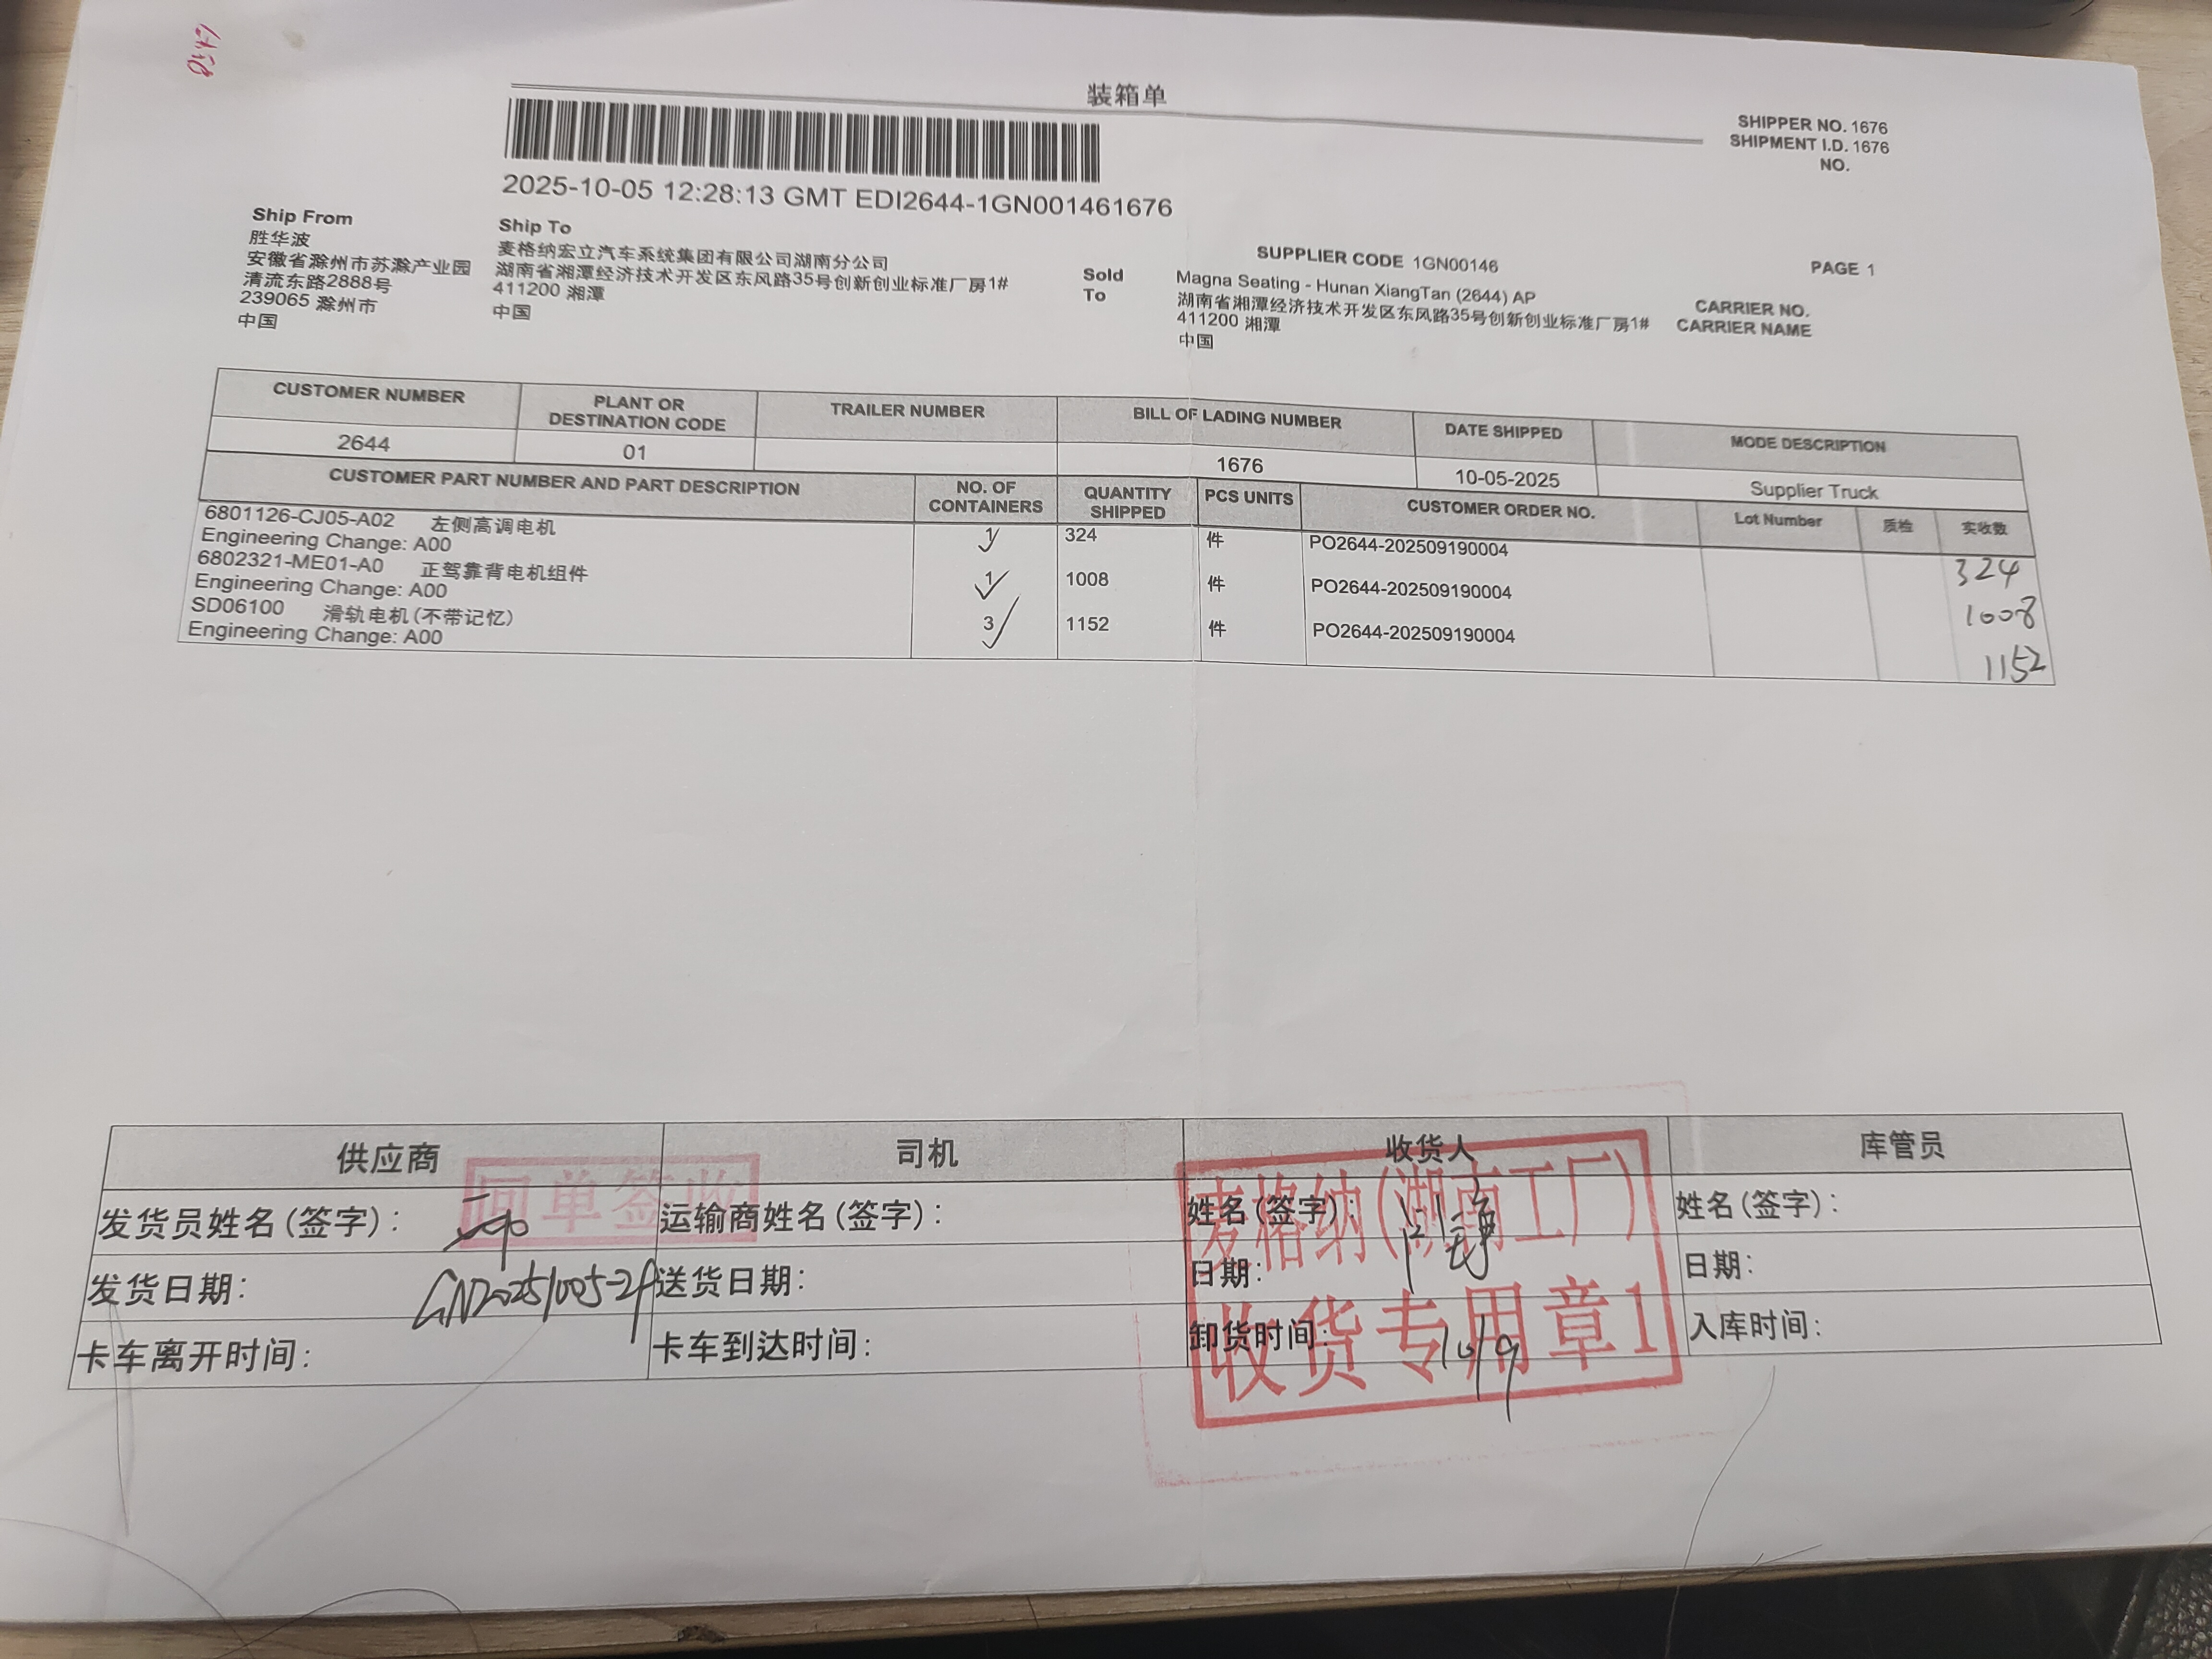 装箱单
SHIPPER NO. 1676
SHIPMENT I.D. 1676
NO.
2025-10-05 12:28:13 GMT EDI2644-1GN001461676
Ship From
胜华波
安徽省滁州市苏滁产业园
清流东路2888号
239065 滁州市
中国
Ship To
麦格纳宏立汽车系统集团有限公司湖南分公司
湖南省湘潭经济技术开发区东风路35号创新创业标准厂房1#
411200 湘潭
中国
SUPPLIER CODE 1GN00146
PAGE 1
Sold To
Magna Seating - Hunan XiangTan (2644) AP
湖南省湘潭经济技术开发区东风路35号创新创业标准厂房1#
411200 湘潭
中国
CARRIER NO.
CARRIER NAME
CUSTOMER NUMBER PLANT OR DESTINATION CODE TRAILER NUMBER BILL OF LADING NUMBER DATE SHIPPED MODE DESCRIPTION
2644 01 1676 10-05-2025 Supplier Truck
CUSTOMER PART NUMBER AND PART DESCRIPTION NO. OF CONTAINERS QUANTITY SHIPPED PCS UNITS CUSTOMER ORDER NO. Lot Number 质检 实收数
6801126-CJ05-A02 左侧高调电机 1 324 件 PO2644-202509190004 324
Engineering Change: A00
6802321-ME01-A0 正驾靠背电机组件 1 1008 件 PO2644-202509190004 1008
Engineering Change: A00
SD06100 滑轨电机(不带记忆) 3 1152 件 PO2644-202509190004 1152
Engineering Change: A00
供应商 司机 收货人 库管员
发货员姓名(签字): 运输商姓名(签字): 姓名(签字): 姓名(签字):
发货日期: 送货日期: 日期: 日期:
卡车离开时间: 卡车到达时间: 卸货时间: 10/9 入库时间:
回单签收
麦格纳(湖南工厂)
收货专用章1